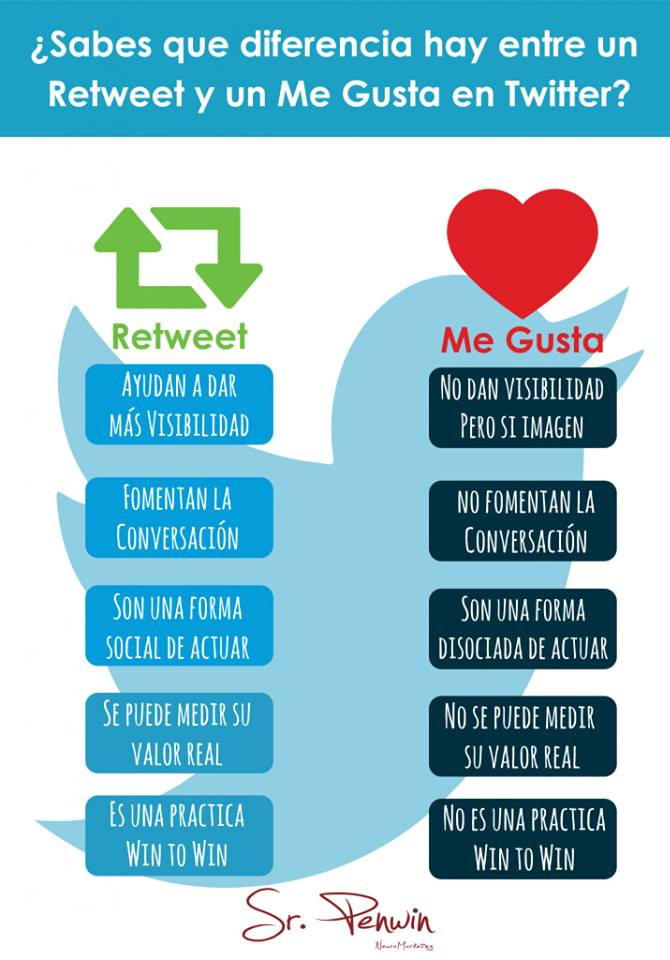 ¿Sabes que diferencia hay entre un
Retweet y un Me Gusta en Twitter?
Retweet
Ayudan a dar
más Visibilidad
Fomentan la
Conversación
Son una forma
social de actuar
Se puede medir su
valor real
Es una practica
Win to Win
Me Gusta
No dan visibilidad
Pero si imagen
no fomentan la
Conversación
Son una forma
disociada de actuar
No se puede medir
su valor real
No es una practica
Win to Win
Sr. Penwin
NeuroMarketing